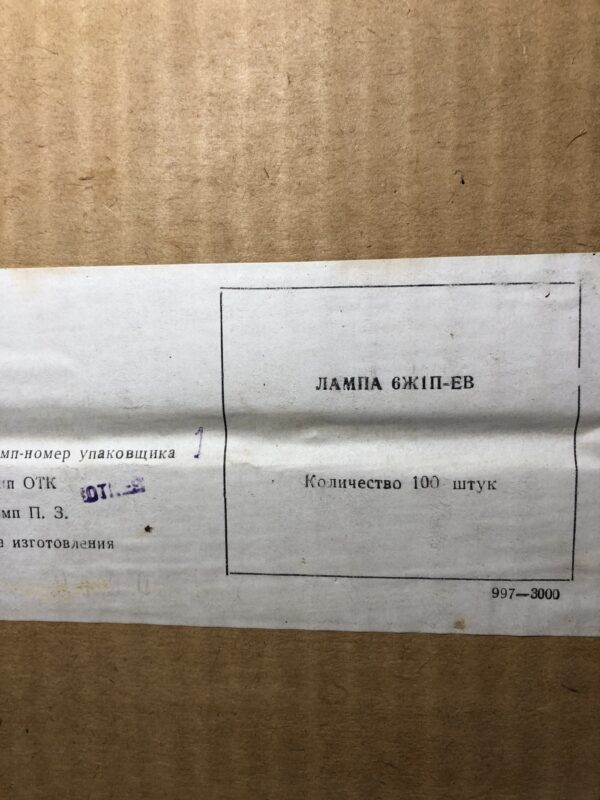 ЛАМПА 6Ж1П-ЕВ
Количество 100 штук
мп-номер упаковщика 1
п ОТК
мп П. З.
а изготовления
997—3000